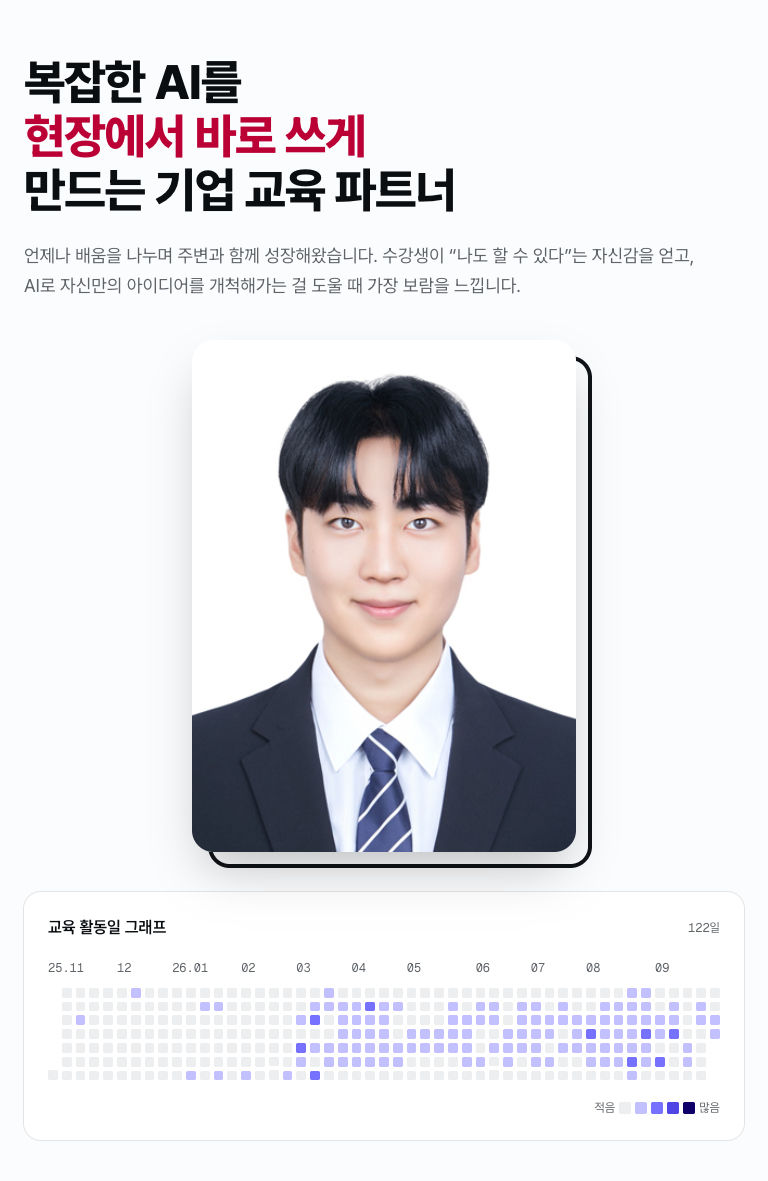 복잡한 AI를
현장에서 바로 쓰게
만드는 기업 교육 파트너
언제나 배움을 나누며 주변과 함께 성장해왔습니다. 수강생이 “나도 할 수 있다”는 자신감을 얻고,
AI로 자신만의 아이디어를 개척해가는 걸 도울 때 가장 보람을 느낍니다.
교육 활동일 그래프
122일
25.11 12 26.01 02 03 04 05 06 07 08 09
적음 많음